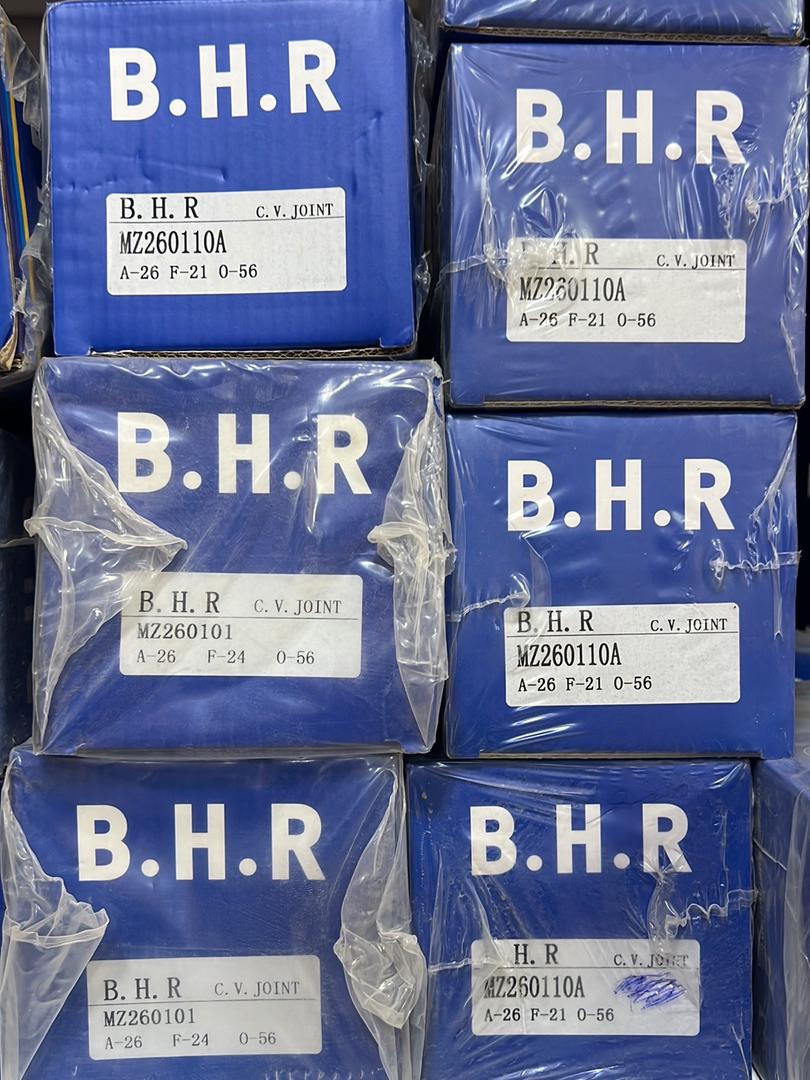 B.H.R
B. H. R C. V. JOINT
MZ260110A
A-26 F-21 O-56
B.H.R
B. H. R C. V. JOINT
MZ260110A
A-26 F-21 O-56
B.H.R
B. H. R C. V. JOINT
MZ260101
A-26 F-24 O-56
B.H.R
B. H. R C. V. JOINT
MZ260110A
A-26 F-21 O-56
B.H.R
B. H. R C. V. JOINT
MZ260101
A-26 F-24 O-56
B.H.R
H. R C. V. JOINT
MZ260110A
A-26 F-21 O-56